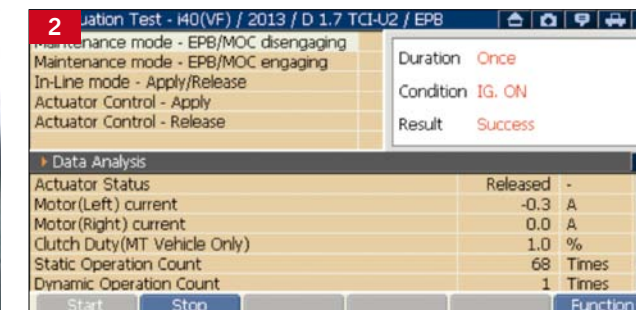 2
uation Test - i40(VF) / 2013 / D 1.7 TCI-U2 / EPB
Maintenance mode - EPB/MOC disengaging
Maintenance mode - EPB/MOC engaging
In-Line mode - Apply/Release
Actuator Control - Apply
Actuator Control - Release
Duration Once
Condition IG. ON
Result Success
Data Analysis
Actuator Status Released -
Motor(Left) current -0.3 A
Motor(Right) current 0.0 A
Clutch Duty(MT Vehicle Only) 1.0 %
Static Operation Count 68 Times
Dynamic Operation Count 1 Times
Start Stop Function